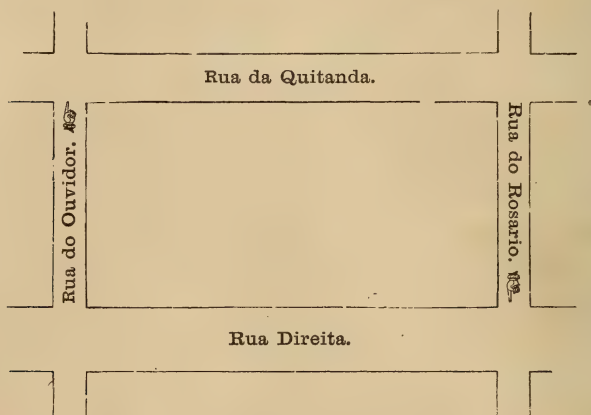 Rua da Quitanda.
Rua do Ouvidor.
Rua do Rosario.
Rua Direita.